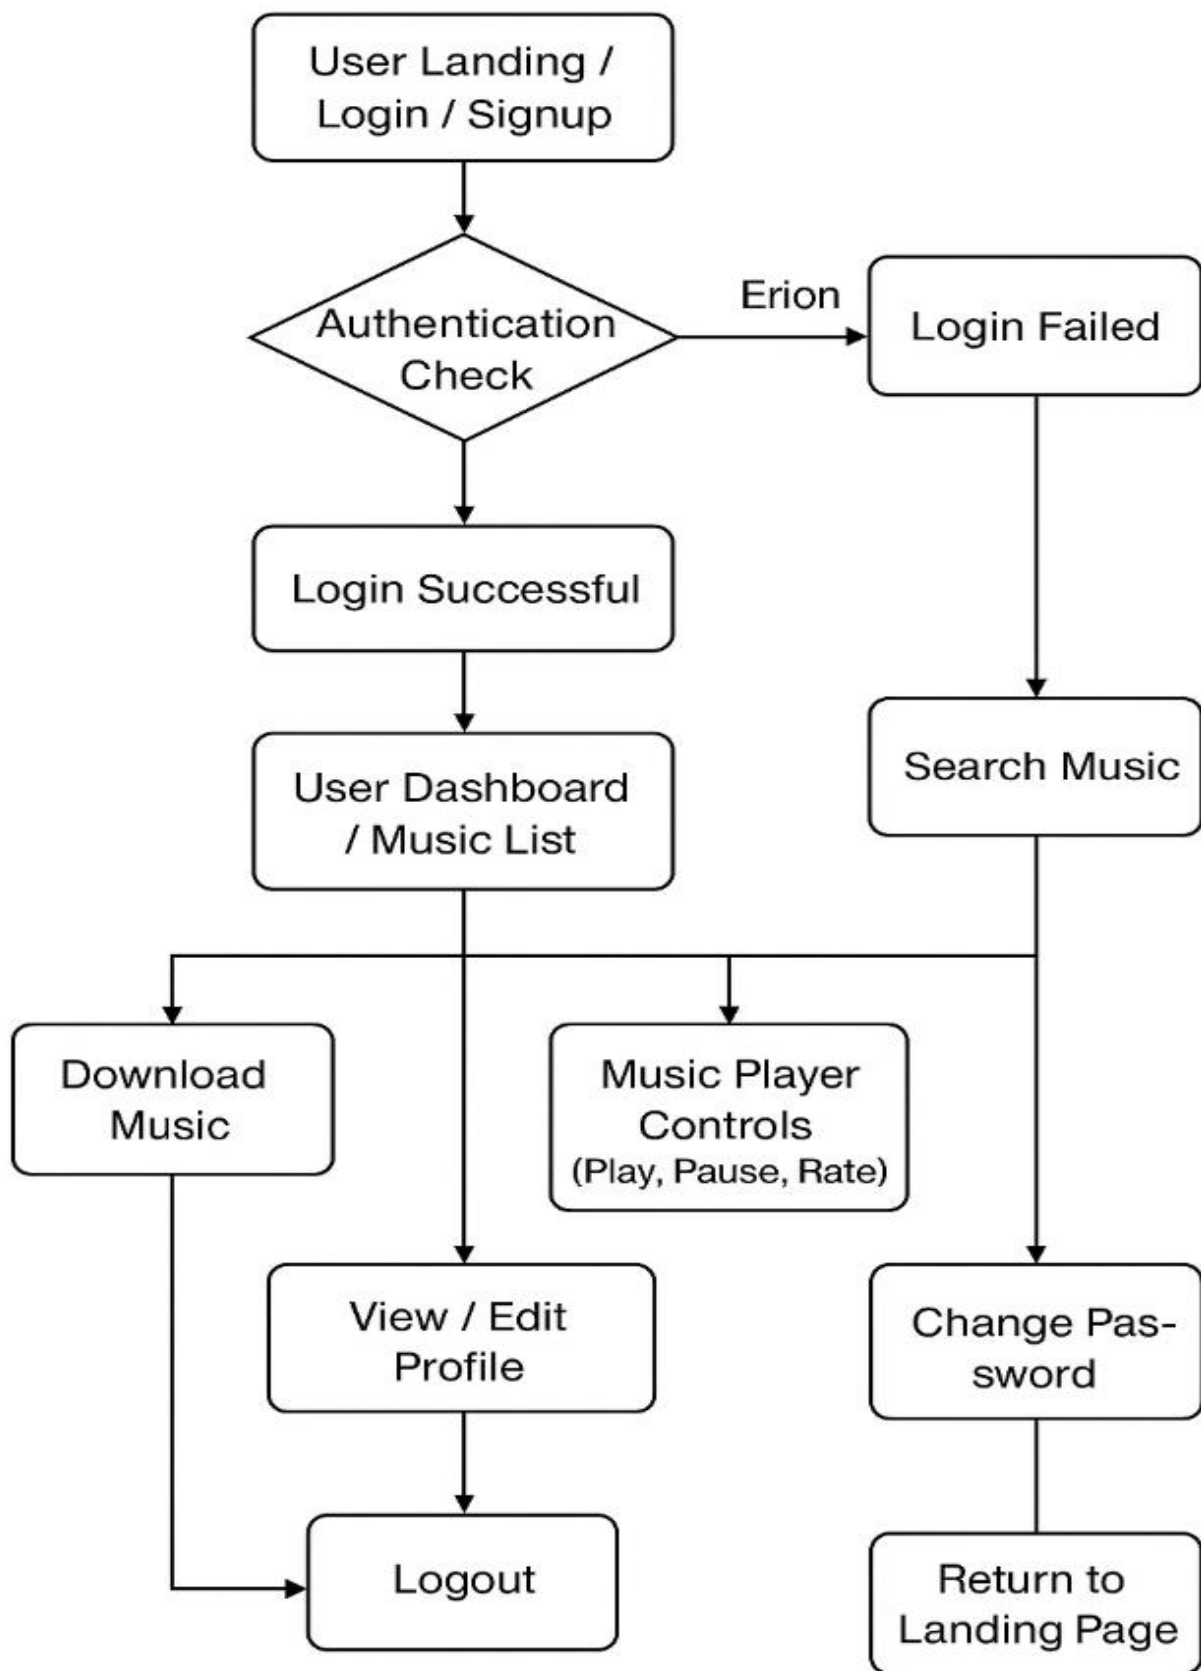 User Landing /
Login / Signup
Authentication
Check
Erion
Login Failed
Login Successful
User Dashboard
/ Music List
Search Music
Download
Music
Music Player
Controls
(Play, Pause, Rate)
View / Edit
Profile
Change Pas-
sword
Logout
Return to
Landing Page